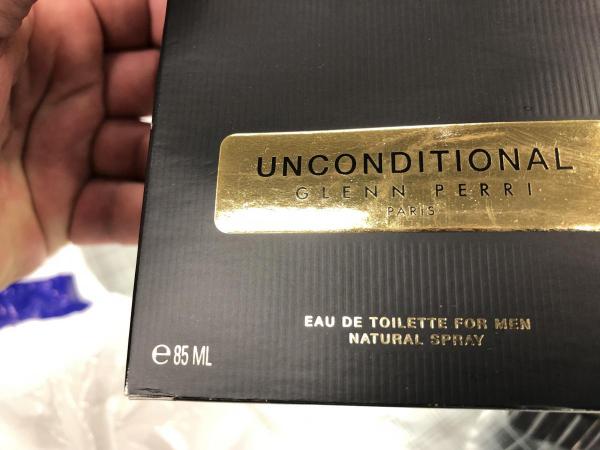 UNCONDITIONAL
GLENN PERRI
PARIS
EAU DE TOILETTE FOR MEN
NATURAL SPRAY
℮ 85 ML